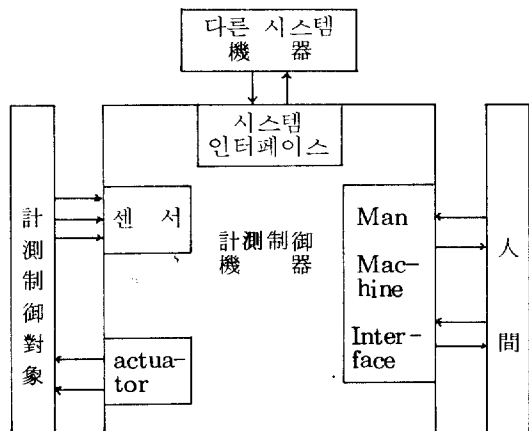 다른 시스템
機 器
시스템
인터페이스
計
測
制
御
對
象
센 서
actua-
tor
計測制御
機 器
Man
Mac-
hine
Inter-
face
人
間